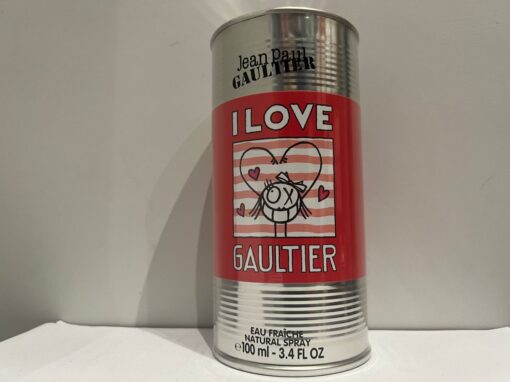 Jean Paul
GAULTIER
I LOVE
GAULTIER
EAU FRAÎCHE
NATURAL SPRAY
℮100 ml - 3.4 FL OZ